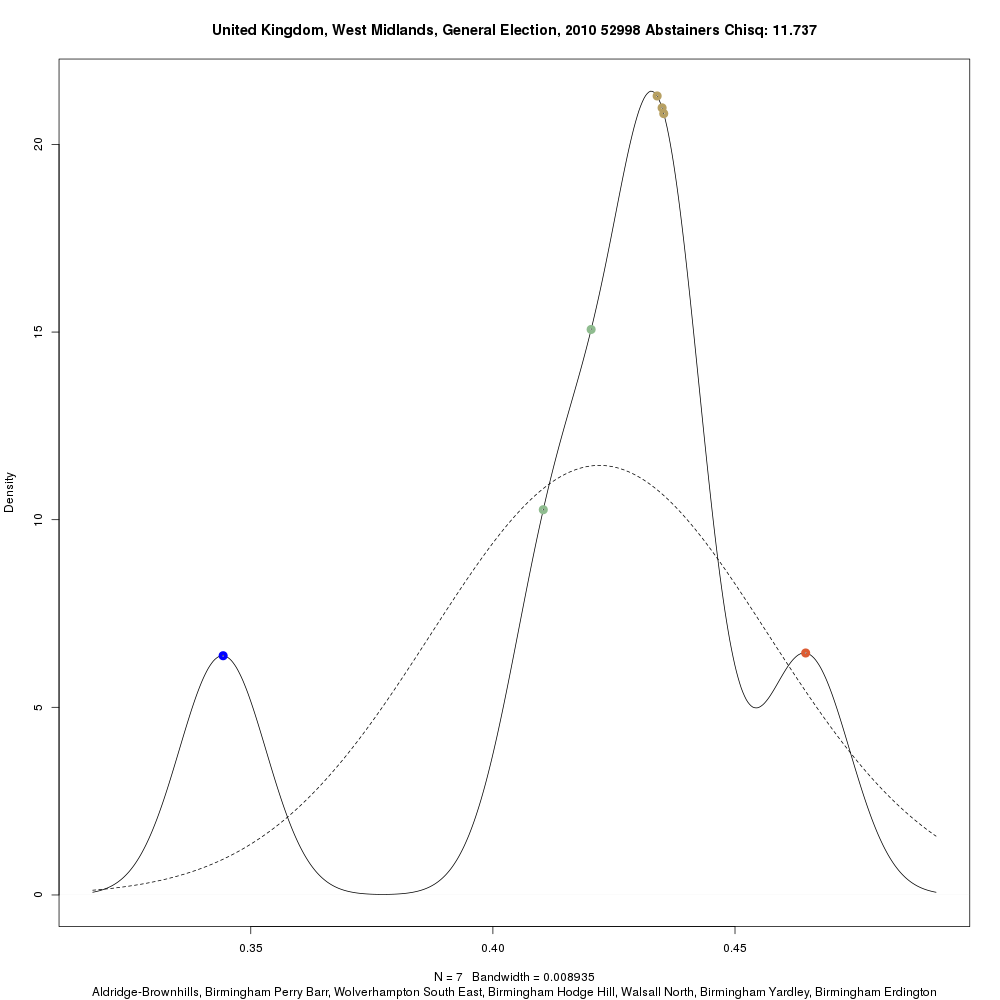 United Kingdom, West Midlands, General Election, 2010 52998 Abstainers Chisq: 11.737
Density
20
15
10
5
0
0.35 0.40 0.45
N = 7 Bandwidth = 0.008935
Aldridge-Brownhills, Birmingham Perry Barr, Wolverhampton South East, Birmingham Hodge Hill, Walsall North, Birmingham Yardley, Birmingham Erdington